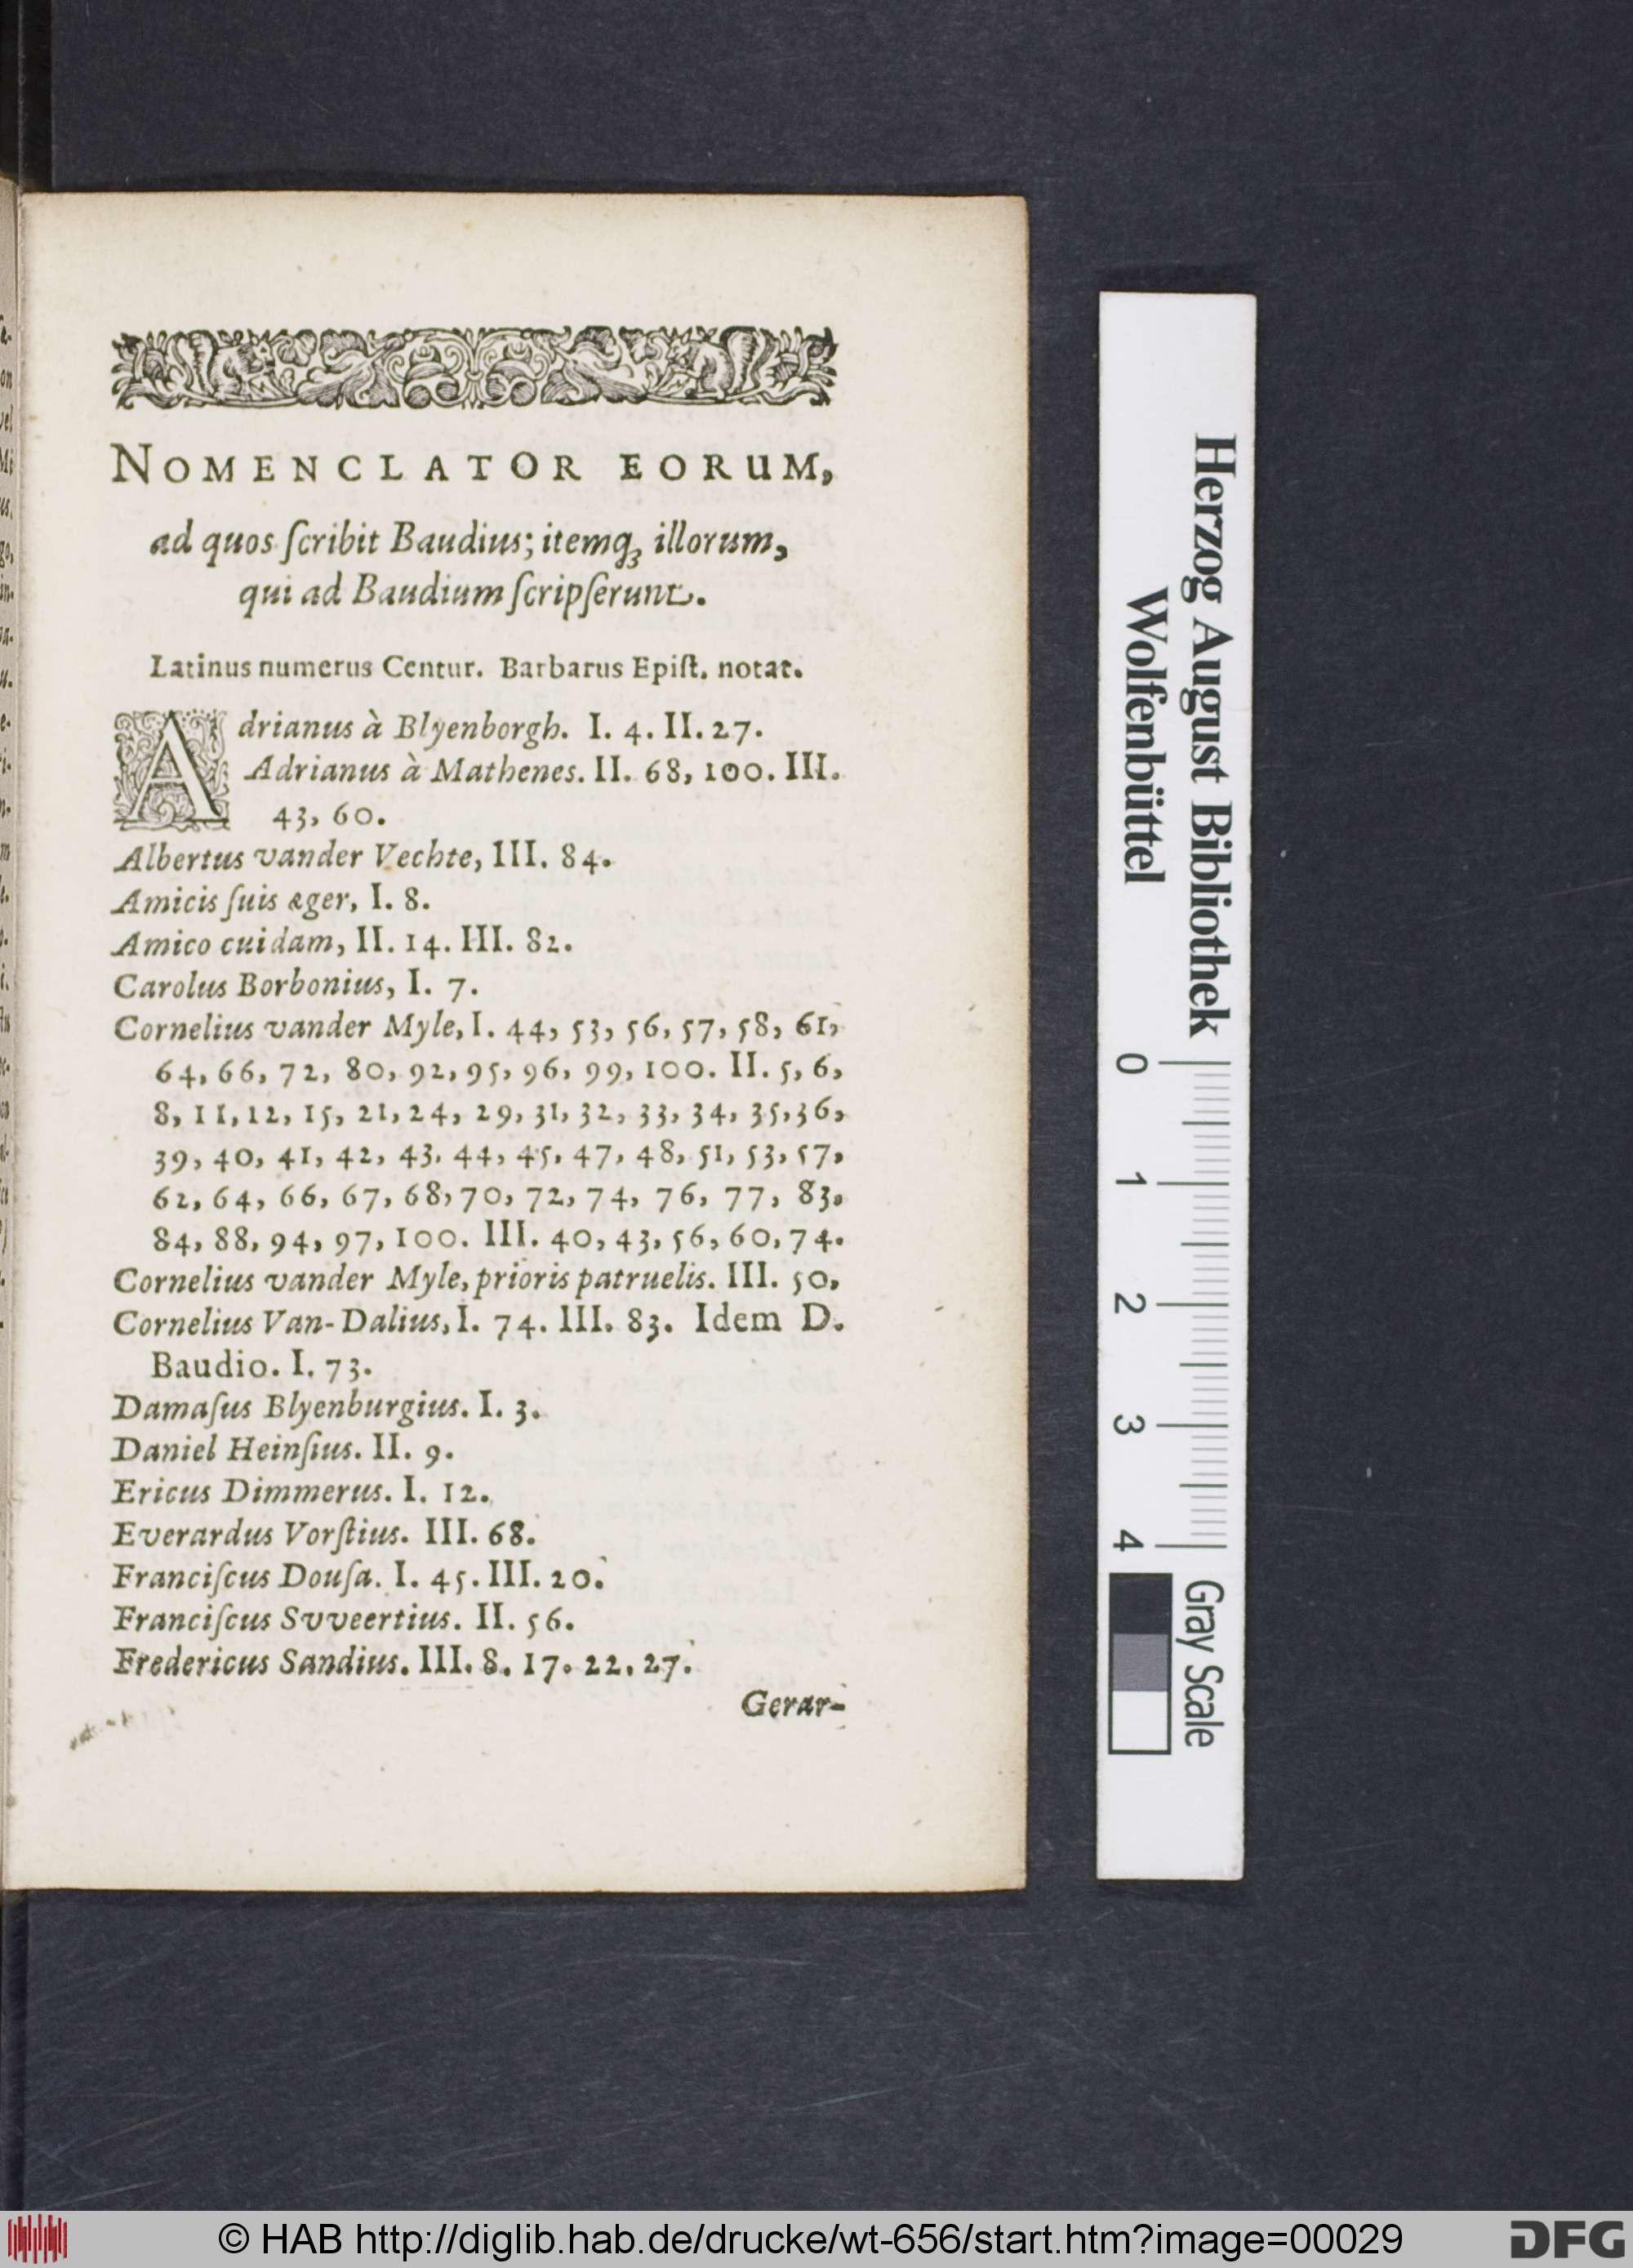 NOMENCLATOR EORUM,
ad quos ſcribit Baudius; itemq́ꝫ illorum,
qui ad Baudium ſcripſerunt.
Latinus numerus Centur. Barbarus Epiſt. notat.
Adrianus à Blyenborgh. I. 4. II. 27.
Adrianus à Mathenes. II. 68, 100. III.
43, 60.
Albertus vander Vechte, III. 84.
Amicis ſuis æger, I. 8.
Amico cuidam, II. 14. III. 82.
Carolus Borbonius, I. 7.
Cornelius vander Myle, I. 44, 53, 56, 57, 58, 61,
64, 66, 72, 80, 92, 95, 96, 99, 100. II. 5, 6,
8, 11, 12, 15, 21, 24, 29, 31, 32, 33, 34, 35, 36,
39, 40, 41, 42, 43. 44, 45, 47, 48, 51, 53, 57,
62, 64, 66, 67, 68, 70, 72, 74, 76, 77, 83,
84, 88, 94, 97, 100. III. 40, 43, 56, 60, 74.
Cornelius vander Myle, prioris patruelis. III. 50,
Cornelius Van-Dalius, I. 74. III. 83. Idem D.
Baudio. I. 73.
Damaſus Blyenburgius. I. 3.
Daniel Heinſius. II. 9.
Ericus Dimmerus. I. 12.
Everardus Vorſtius. III. 68.
Franciſcus Douſa. I. 45. III. 20.
Franciſcus Svveertius. II. 56.
Fredericus Sandius. III. 8. 17. 22. 27.
Gerar-
Herzog August Bibliothek
Wolfenbüttel
0 1 2 3 4
Gray Scale
© HAB http://diglib.hab.de/drucke/wt-656/start.htm?image=00029
DFG